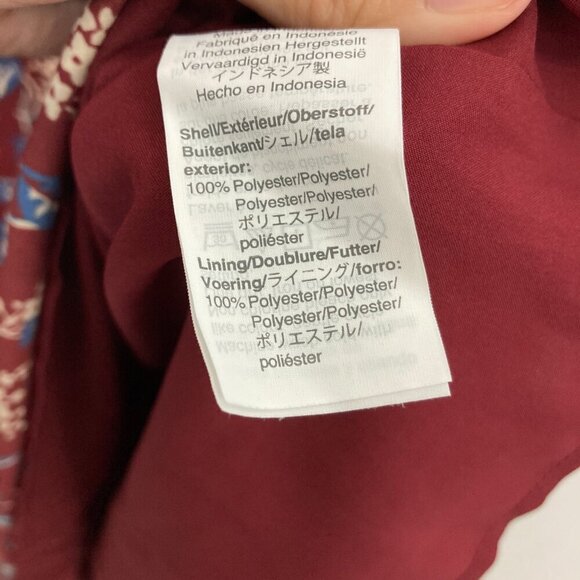 Fabriqué en Indonésie
in Indonesien Hergestellt
Vervaardigd in Indonesië
インドネシア製
Hecho en Indonesia
Shell/Extérieur/Oberstoff/
Buitenkant/シェル/tela
exterior:
100% Polyester/Polyester/
Polyester/Polyester/
ポリエステル/
poliéster
Lining/Doublure/Futter/
Voering/ライニング/forro:
100% Polyester/Polyester/
Polyester/Polyester/
ポリエステル/
poliéster